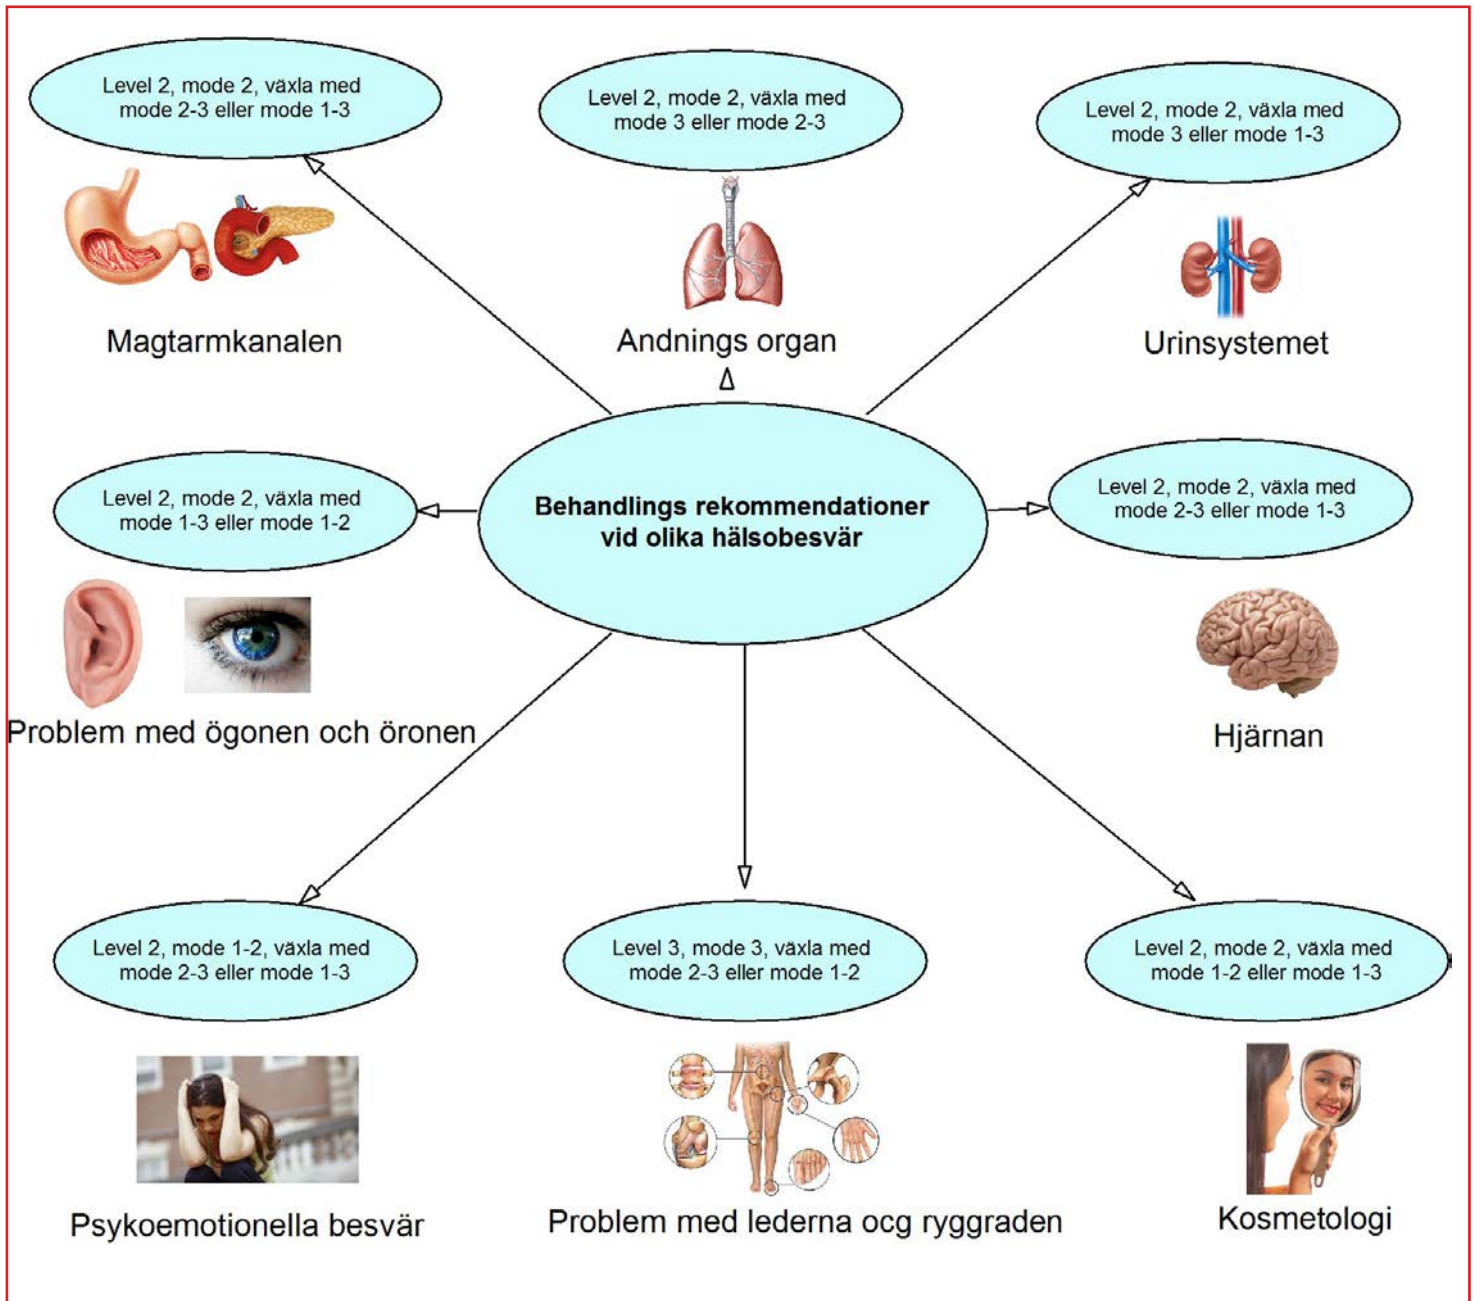 Level 2, mode 2, växla med
mode 2-3 eller mode 1-3
Magtarmkanalen
Level 2, mode 2, växla med
mode 3 eller mode 2-3
Andnings organ
Level 2, mode 2, växla med
mode 3 eller mode 1-3
Urinsystemet
Level 2, mode 2, växla med
mode 1-3 eller mode 1-2
Problem med ögonen och öronen
Behandlings rekommendationer
vid olika hälsobesvär
Level 2, mode 2, växla med
mode 2-3 eller mode 1-3
Hjärnan
Level 2, mode 1-2, växla med
mode 2-3 eller mode 1-3
Psykoemotionella besvär
Level 3, mode 3, växla med
mode 2-3 eller mode 1-2
Problem med lederna ocg ryggraden
Level 2, mode 2, växla med
mode 1-2 eller mode 1-3
Kosmetologi